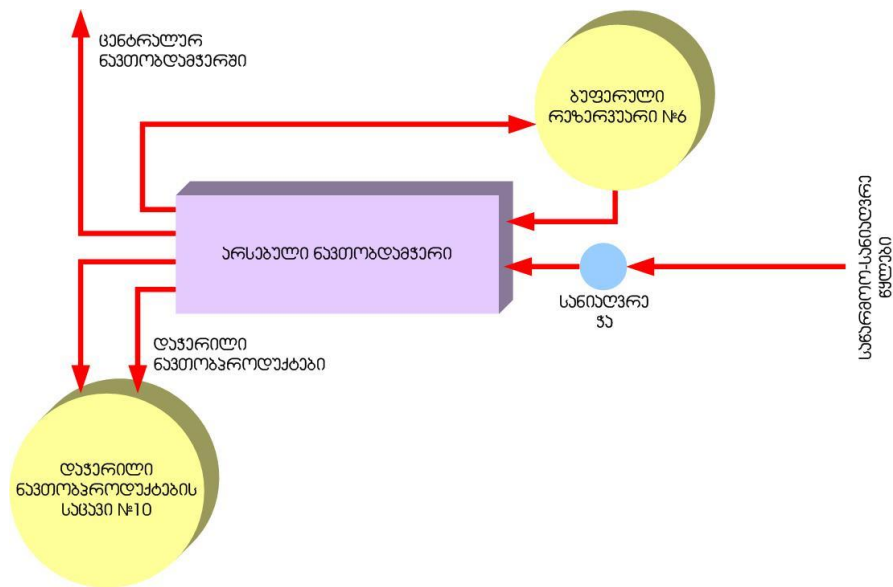 ცენტრალურ
ნავთობდამჭერში
ბუფერული
რეზერვუარი №6
არსებული ნავთობდამჭერი
სანიაღვრე
ჭა
საწარმოო-სანიაღვრე
წყლები
დაჭერილი
ნავთობპროდუქტები
დაჭერილი
ნავთობპროდუქტების
საცავი №10